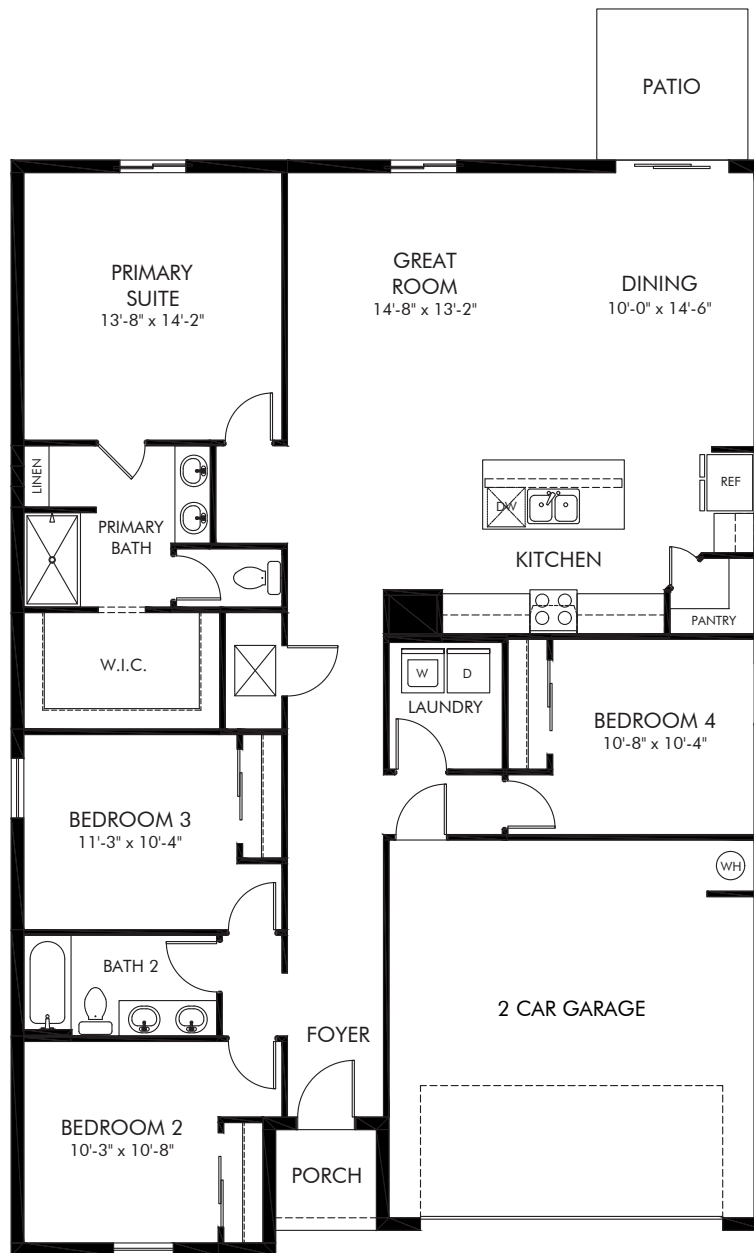 PATIO
PRIMARY
SUITE
13'-8" x 14'-2"
GREAT
ROOM
14'-8" x 13'-2"
DINING
10'-0" x 14'-6"
LINEN
PRIMARY
BATH
DW
REF
KITCHEN
PANTRY
W.I.C.
W
D
LAUNDRY
BEDROOM 4
10'-8" x 10'-4"
BEDROOM 3
11'-3" x 10'-4"
WH
BATH 2
2 CAR GARAGE
FOYER
BEDROOM 2
10'-3" x 10'-8"
PORCH